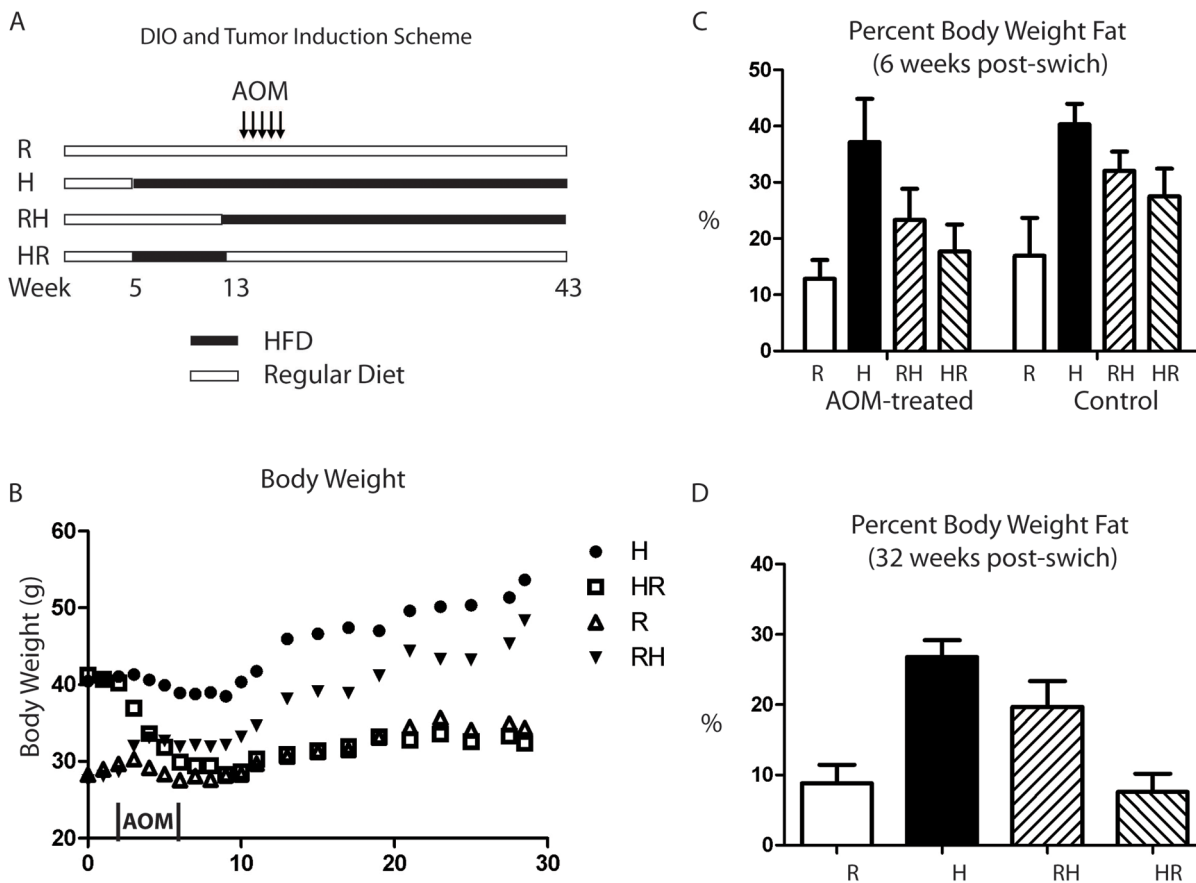 A
DIO and Tumor Induction Scheme
AOM
R
H
RH
HR
Week 5 13 43
HFD
Regular Diet
B
Body Weight
Body Weight (g)
60
50
40
30
20
0 10 20 30
AOM
H
HR
R
RH
C
Percent Body Weight Fat
(6 weeks post-swich)
%
50
40
30
20
10
0
R H RH HR R H RH HR
AOM-treated Control
D
Percent Body Weight Fat
(32 weeks post-swich)
%
40
30
20
10
0
R H RH HR